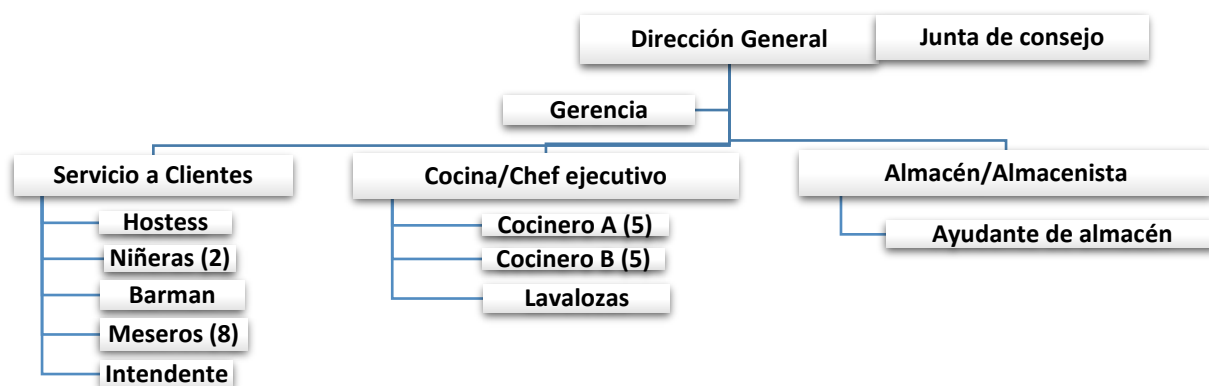 Dirección General
Junta de consejo
Gerencia
Servicio a Clientes
Hostess
Niñeras (2)
Barman
Meseros (8)
Intendente
Cocina/Chef ejecutivo
Cocinero A (5)
Cocinero B (5)
Lavalozas
Almacén/Almacenista
Ayudante de almacén